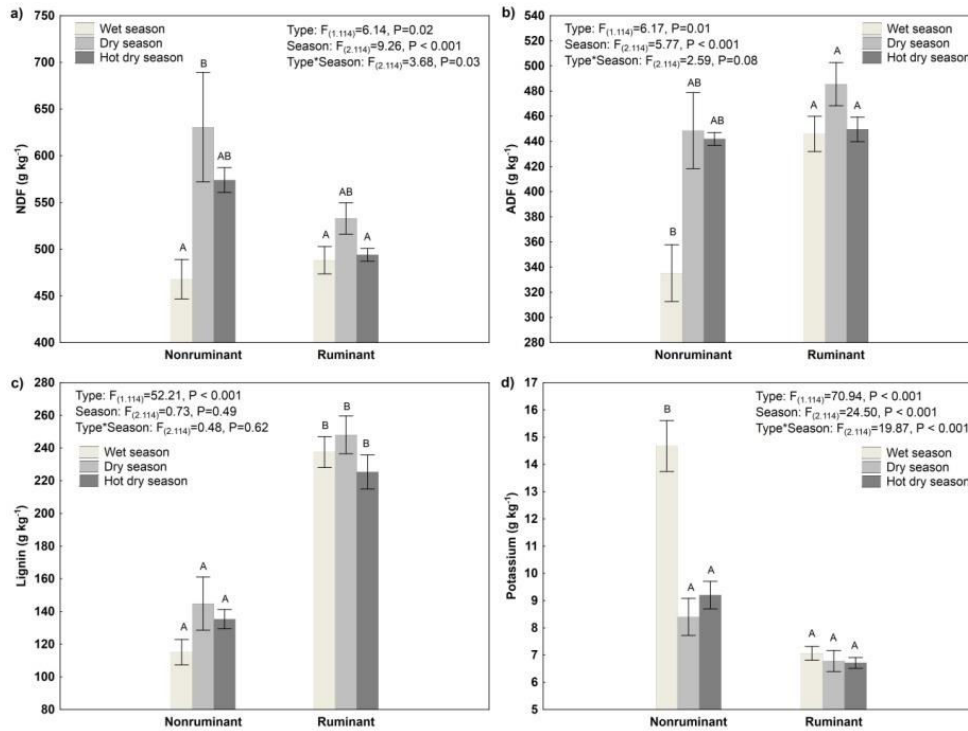 a)
750
700
650
600
550
500
450
400
NDF (g kg⁻¹)
Wet season
Dry season
Hot dry season
Type: F(1.114)=6.14, P=0.02
Season: F(2.114)=9.26, P < 0.001
Type*Season: F(2.114)=3.68, P=0.03
A
B
AB
A
AB
A
Nonruminant Ruminant
b)
540
520
500
480
460
440
420
400
380
360
340
320
300
280
ADF (g kg⁻¹)
Type: F(1.114)=6.17, P=0.01
Season: F(2.114)=5.77, P < 0.001
Type*Season: F(2.114)=2.59, P=0.08
Wet season
Dry season
Hot dry season
B
AB
AB
A
A
A
Nonruminant Ruminant
c)
280
260
240
220
200
180
160
140
120
100
80
Lignin (g kg⁻¹)
Type: F(1.114)=52.21, P < 0.001
Season: F(2.114)=0.73, P=0.49
Type*Season: F(2.114)=0.48, P=0.62
Wet season
Dry season
Hot dry season
A
A
A
B
B
B
Nonruminant Ruminant
d)
17
16
15
14
13
12
11
10
9
8
7
6
5
Potassium (g kg⁻¹)
Type: F(1.114)=70.94, P < 0.001
Season: F(2.114)=24.50, P < 0.001
Type*Season: F(2.114)=19.87, P < 0.001
Wet season
Dry season
Hot dry season
B
A
A
A
A
A
Nonruminant Ruminant